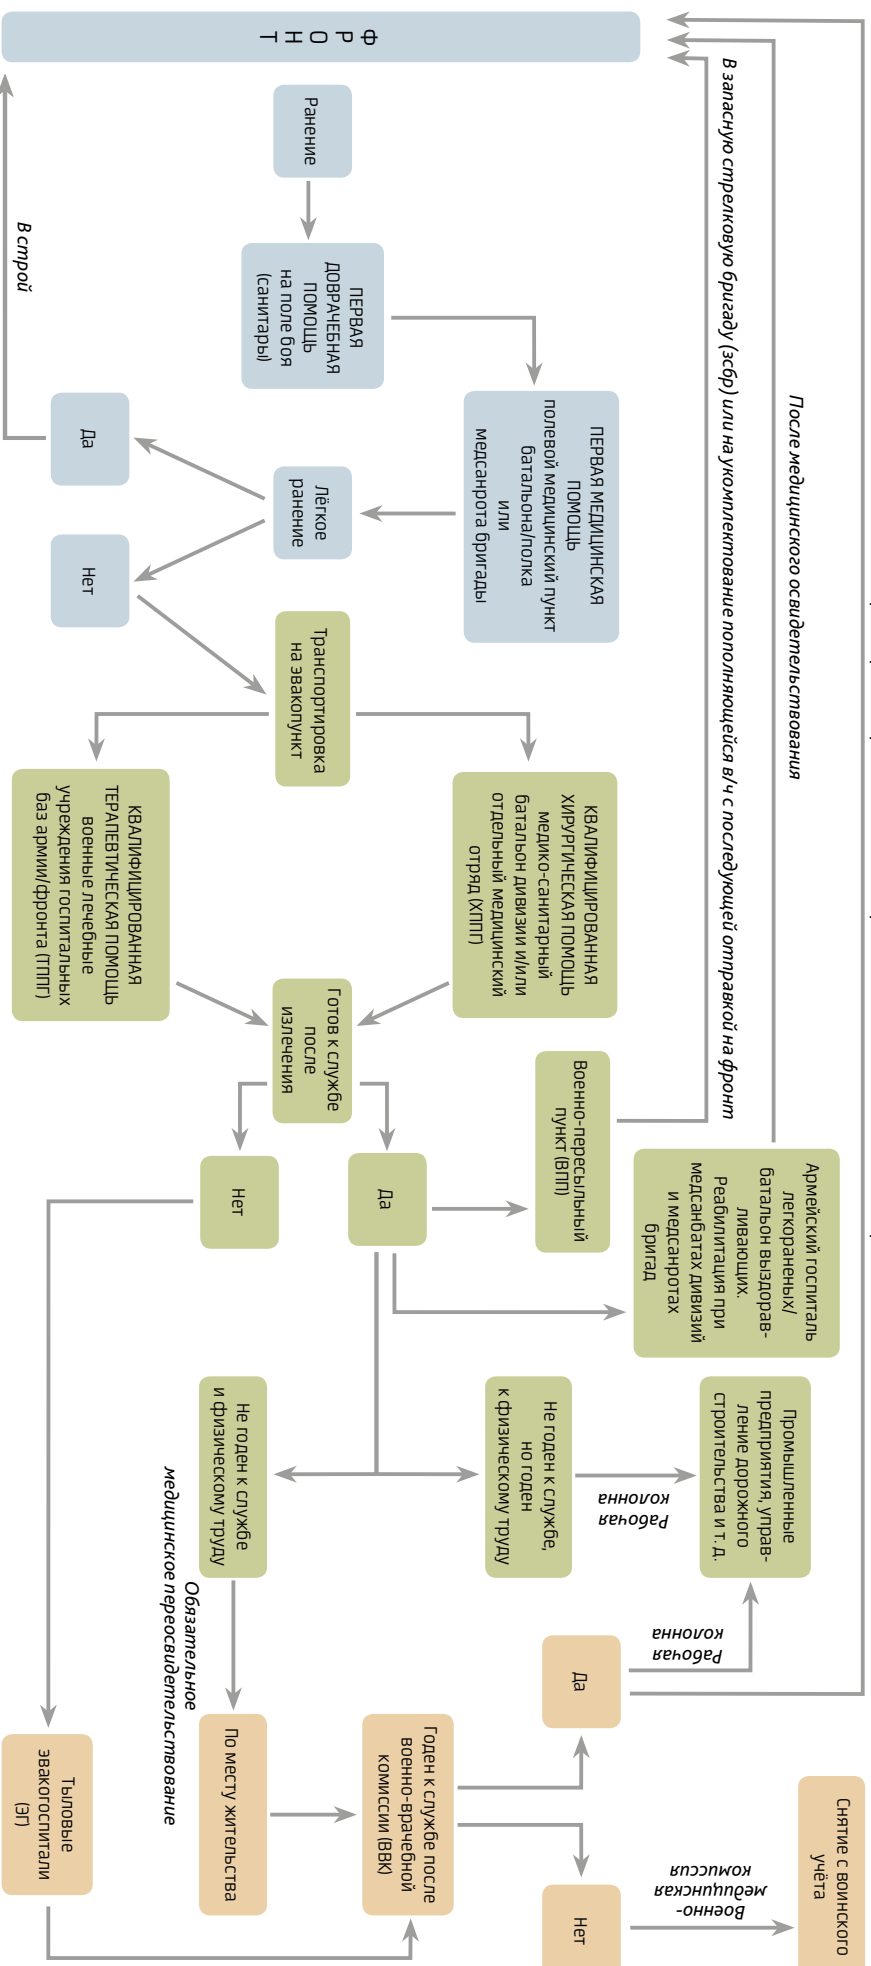 ФРОНТ
Ранение
ПЕРВАЯ
ДОВРАЧЕБНАЯ
ПОМОЩЬ
на поле боя
(санитары)
ПЕРВАЯ МЕДИЦИНСКАЯ
ПОМОЩЬ
полевой медицинский пункт
батальона/полка
или
медсанрота бригады
Лёгкое
ранение
Да
Нет
В строй
Транспортировка
на эвакопункт
КВАЛИФИЦИРОВАННАЯ
ХИРУРГИЧЕСКАЯ ПОМОЩЬ
медико-санитарный
батальон дивизии и/или
отдельный медицинский
отряд (ХППГ)
КВАЛИФИЦИРОВАННАЯ
ТЕРАПЕВТИЧЕСКАЯ ПОМОЩЬ
военные лечебные
учреждения госпитальных
баз армии/фронта (ТППГ)
Готов к службе
после
излечения
Да
Нет
Военно-пересыльный
пункт (ВПП)
В запасную стрелковую бригаду (зсбр) или на укомплектование пополняющейся в/ч с последующей отправкой на фронт
Армейский госпиталь
легкораненых/
батальон выздорав-
ливающих.
Реабилитация при
медсанбатах дивизий
и медсанротах
бригад
После медицинского освидетельствования
Не годен к службе,
но годен
к физическому труду
Рабочая
колонна
Промышленные
предприятия, управ-
ление дорожного
строительства и т. д.
Не годен к службе
и физическому труду
Обязательное
медицинское переосвидетельствование
По месту жительства
Тыловые
эвакогоспитали
(ЭГ)
Годен к службе после
военно-врачебной
комиссии (ВВК)
Да
Рабочая
колонна
Нет
Военно-
медицинская
комиссия
Снятие с воинского
учёта